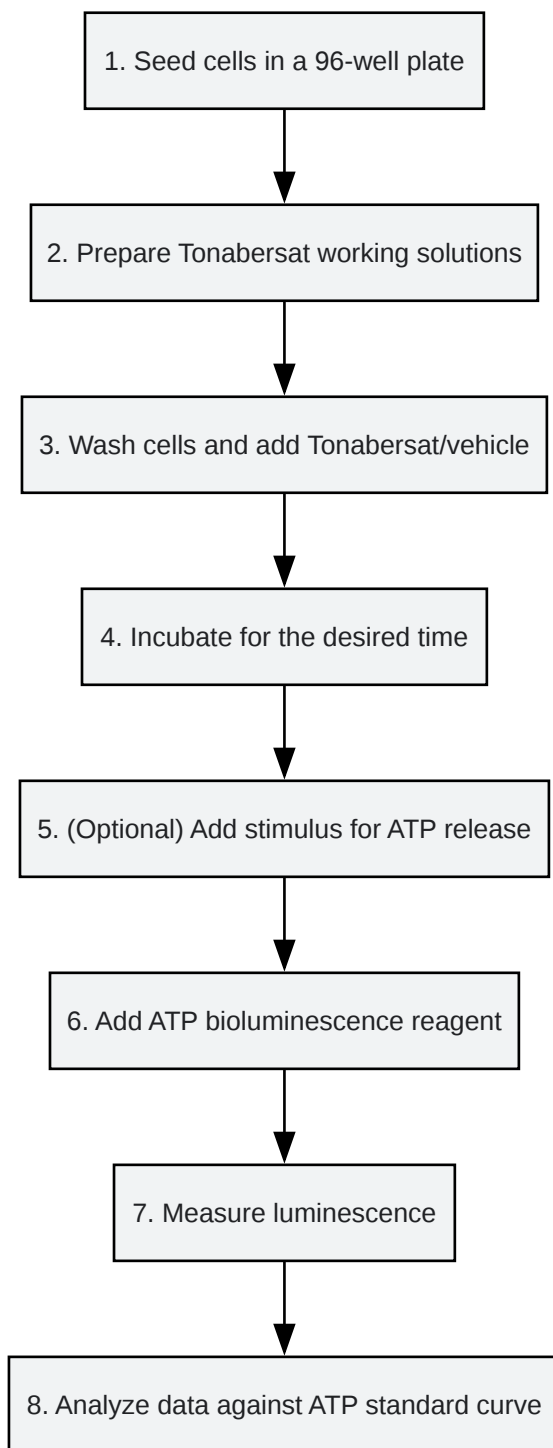 1. Seed cells in a 96-well plate
2. Prepare Tonabersat working solutions
3. Wash cells and add Tonabersat/vehicle
4. Incubate for the desired time
5. (Optional) Add stimulus for ATP release
6. Add ATP bioluminescence reagent
7. Measure luminescence
8. Analyze data against ATP standard curve